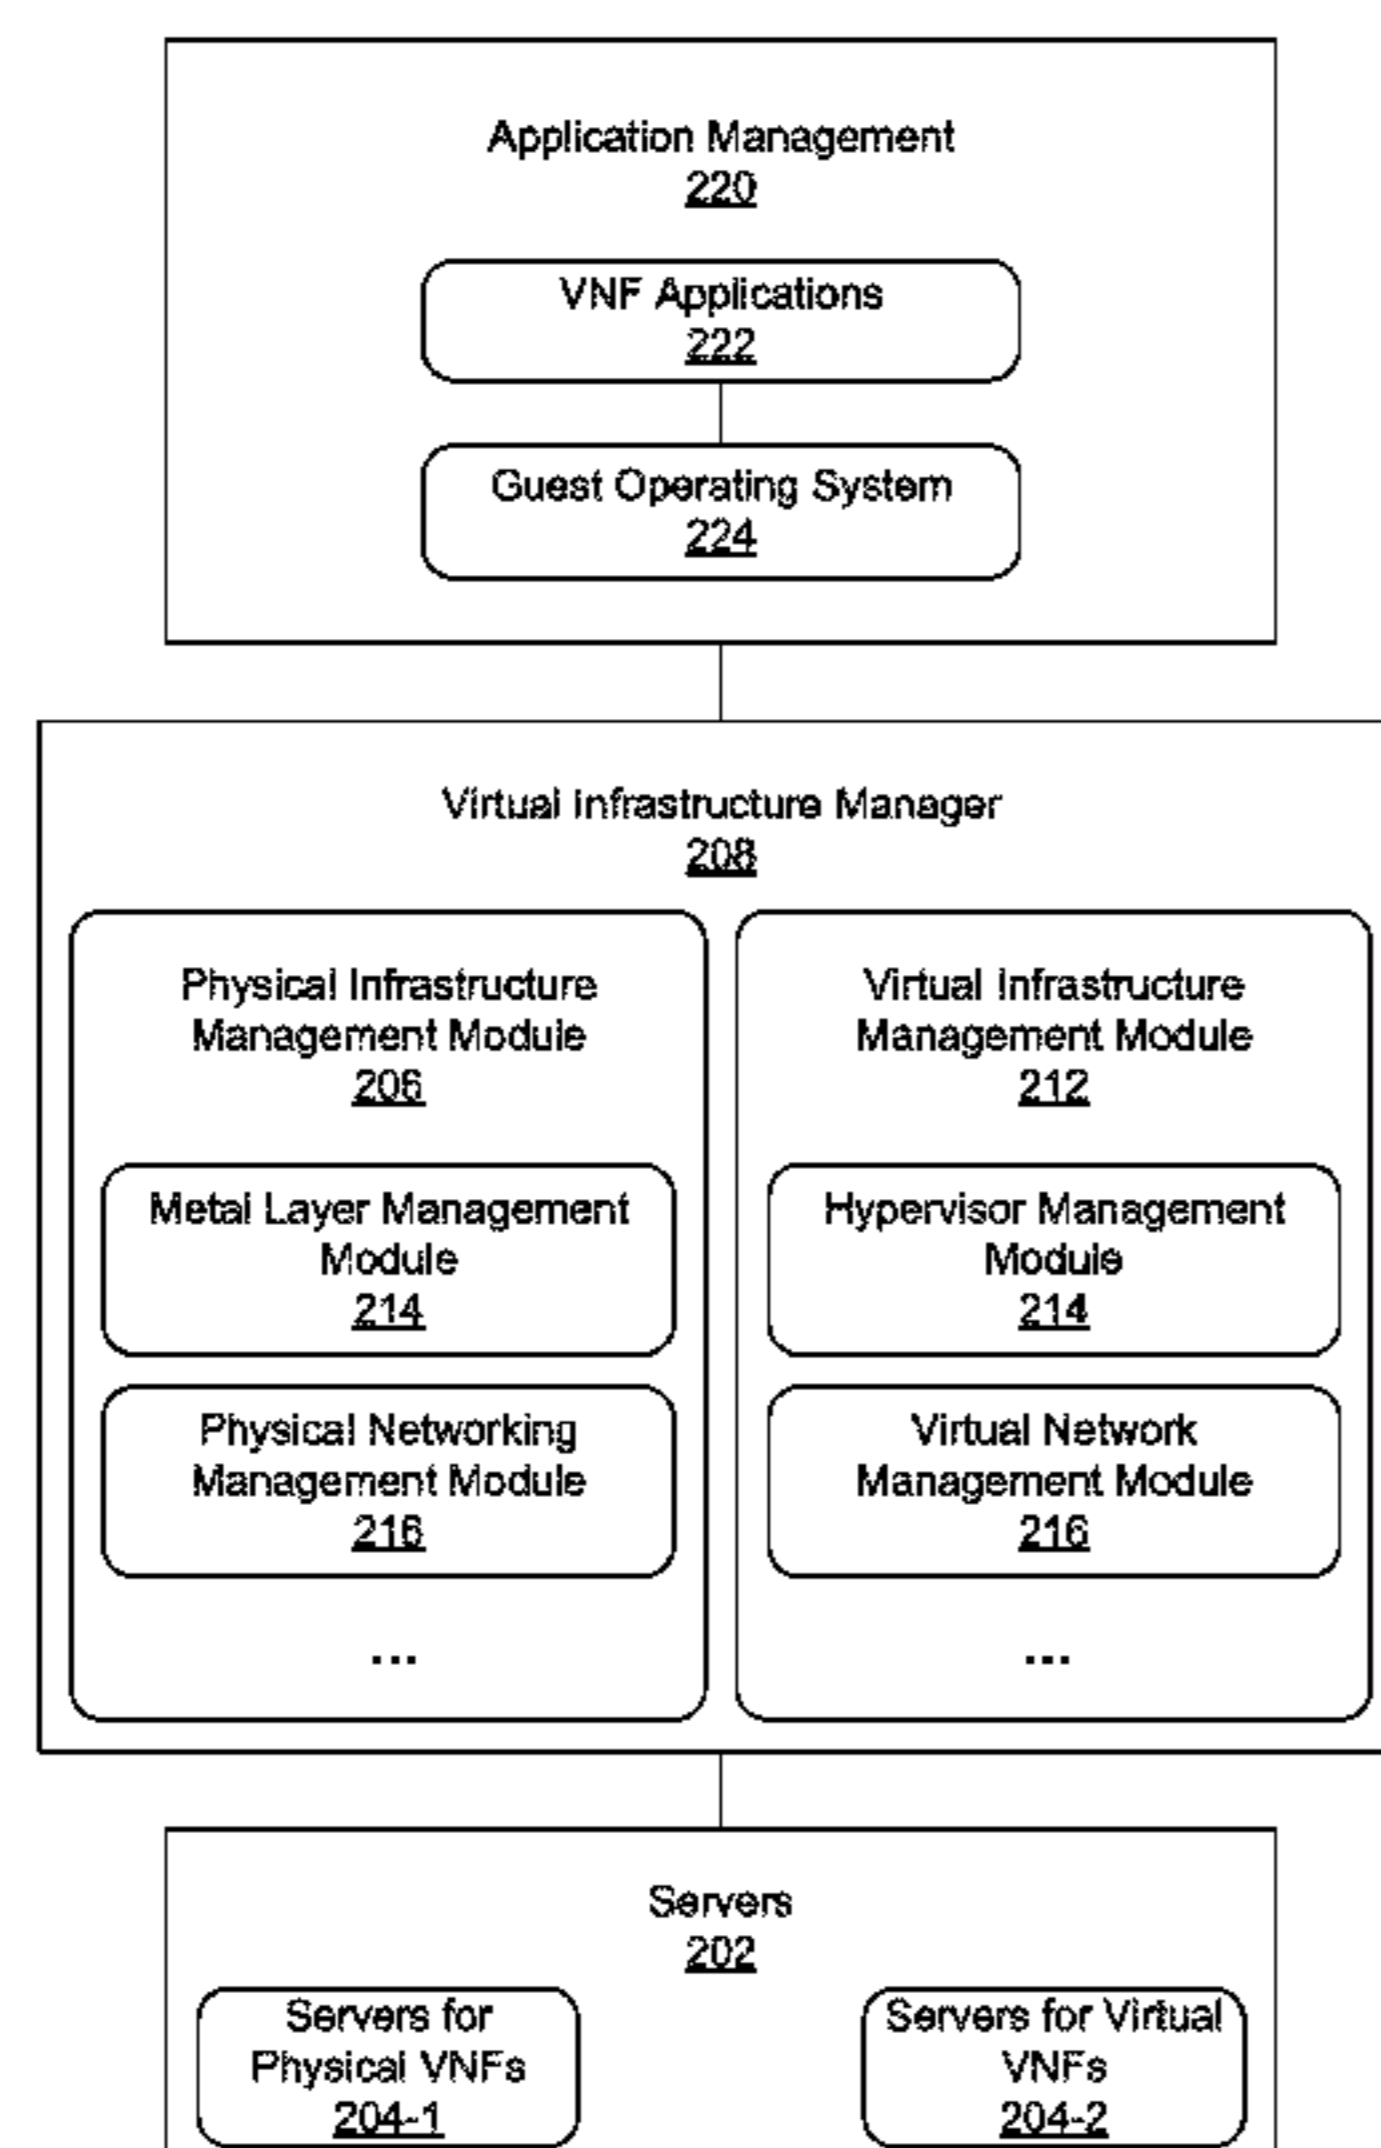 Application Management
220
VNF Applications
222
Guest Operating System
224
Virtual Infrastructure Manager
208
Physical Infrastructure
Management Module
206
Metal Layer Management
Module
214
Physical Networking
Management Module
216
...
Virtual Infrastructure
Management Module
212
Hypervisor Management
Module
214
Virtual Network
Management Module
216
...
Servers
202
Servers for
Physical VNFs
204-1
Servers for Virtual
VNFs
204-2